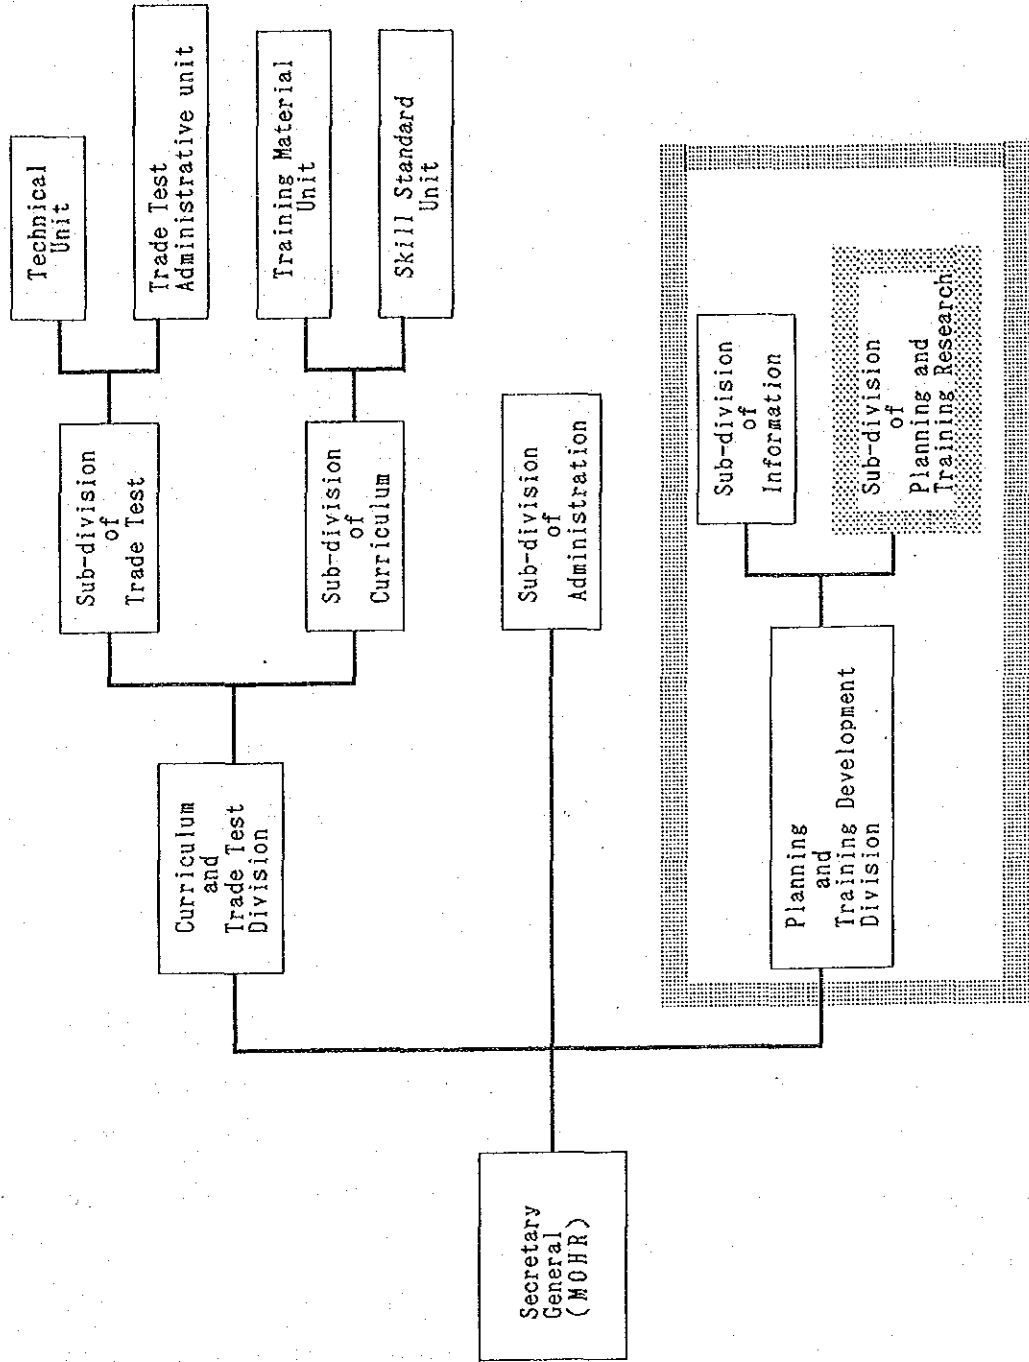 Secretary
General
(MOHR)
Curriculum
and
Trade Test
Division
Planning
and
Training Development
Division
Sub-division
of
Trade Test
Sub-division
of
Curriculum
Sub-division
of
Administration
Sub-division
of
Information
Sub-division
of
Planning and
Training Research
Technical
Unit
Trade Test
Administrative unit
Training Material
Unit
Skill Standard
Unit